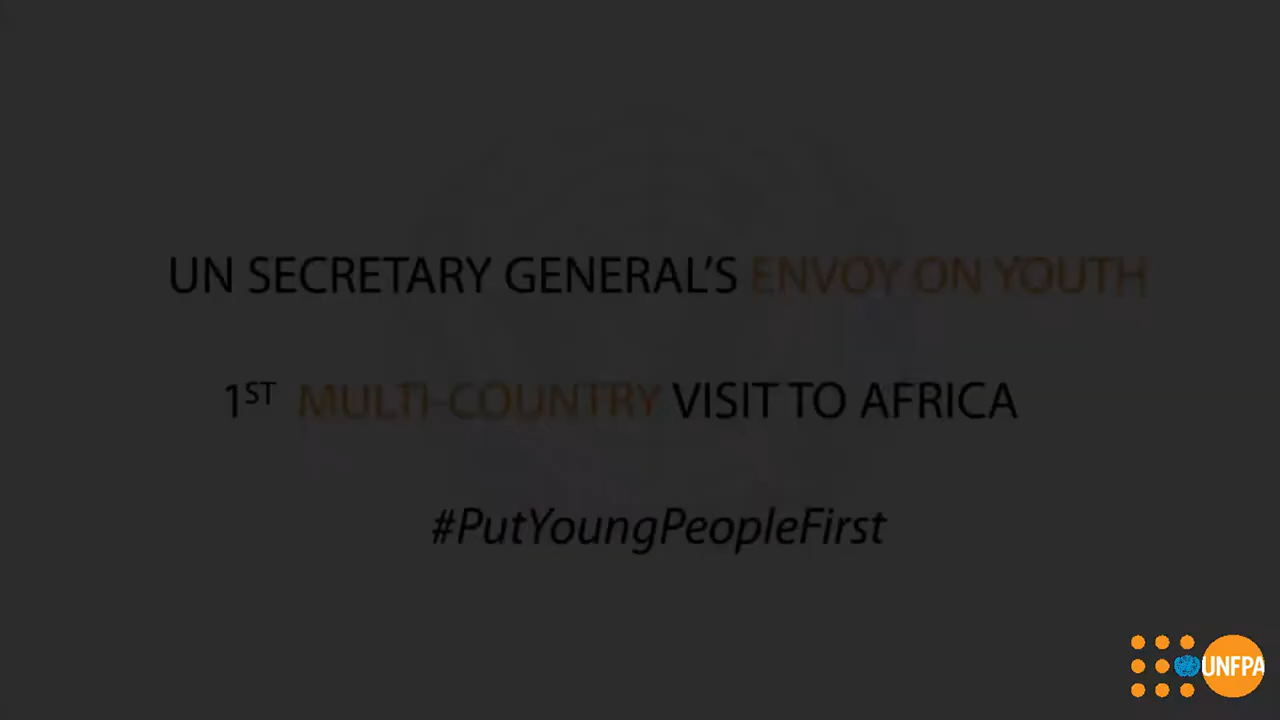 UN SECRETARY GENERAL'S ENVOY ON YOUTH
1ST MULTI-COUNTRY VISIT TO AFRICA
#PutYoungPeopleFirst
UNFPA